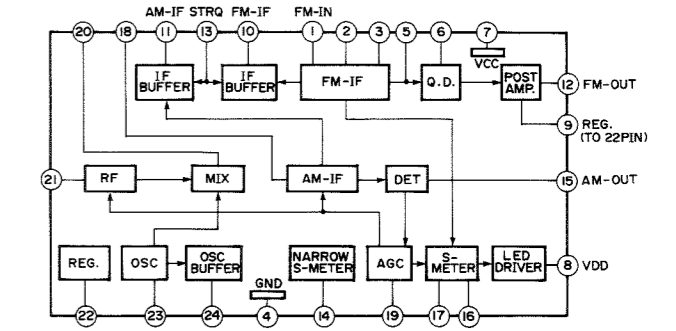 AM-IF STRQ FM-IF FM-IN
20 18 11 13 10 1 2 3 5 6 7
VCC
IF
BUFFER
IF
BUFFER
FM-IF
Q.D.
POST
AMP.
12 FM-OUT
9 REG.
(TO 22PIN)
21
RF
MIX
AM-IF
DET
15 AM-OUT
REG.
OSC
OSC
BUFFER
GND
NARROW
S-METER
AGC
S-
METER
LED
DRIVER
8 VDD
22 23 24 4 14 19 17 16